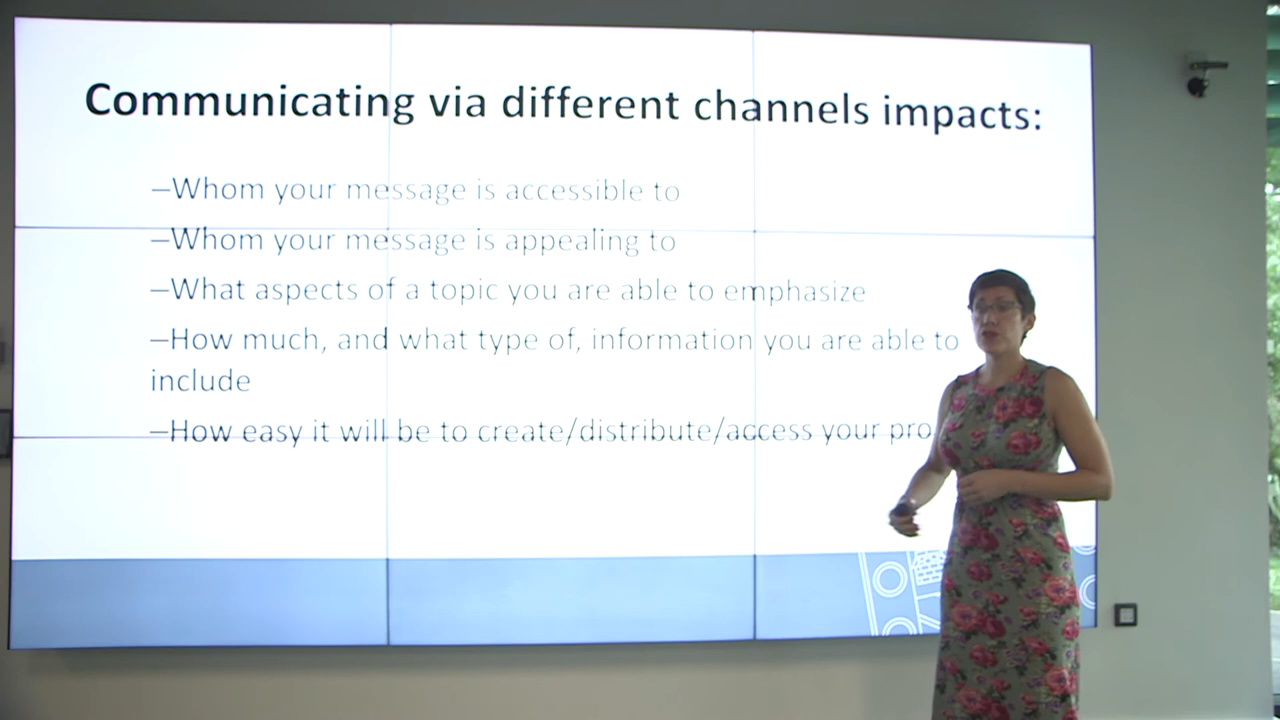 Communicating via different channels impacts:
–Whom your message is accessible to
–Whom your message is appealing to
–What aspects of a topic you are able to emphasize
–How much, and what type of, information you are able to
include
–How easy it will be to create/distribute/access your